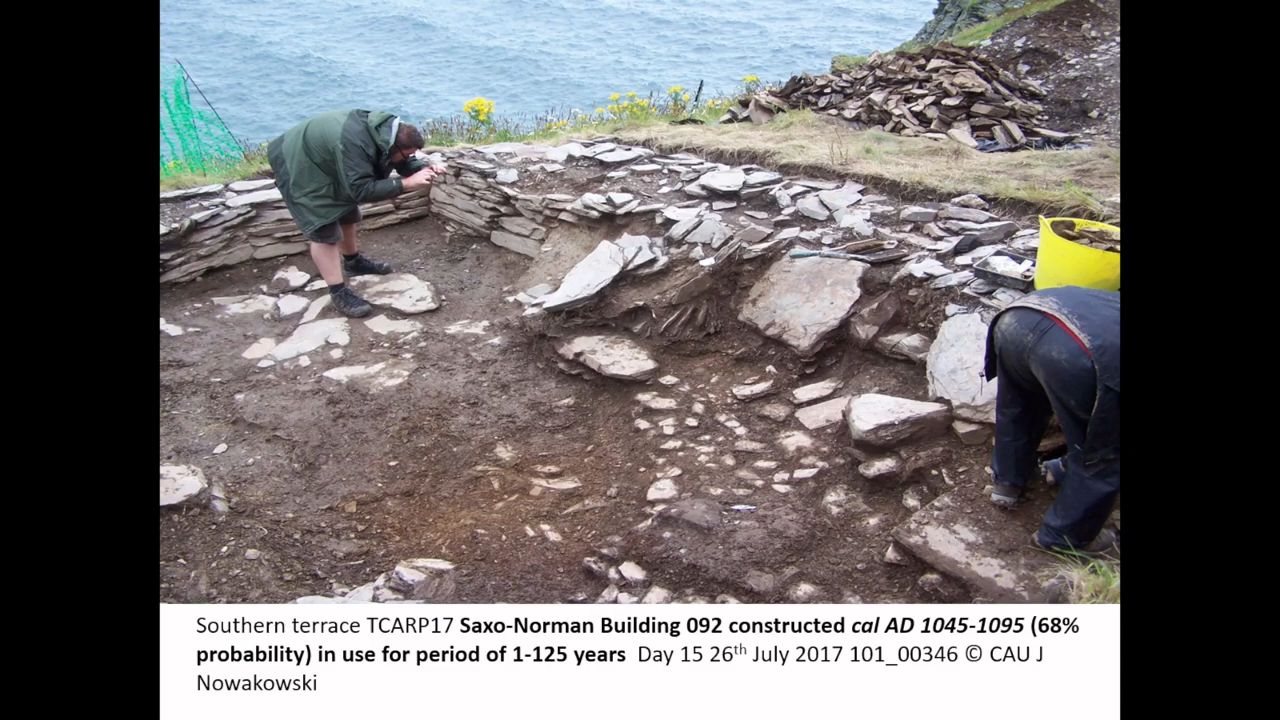 Southern terrace TCARP17 Saxo-Norman Building 092 constructed cal AD 1045-1095 (68%
probability) in use for period of 1-125 years Day 15 26th July 2017 101_00346 © CAU J
Nowakowski